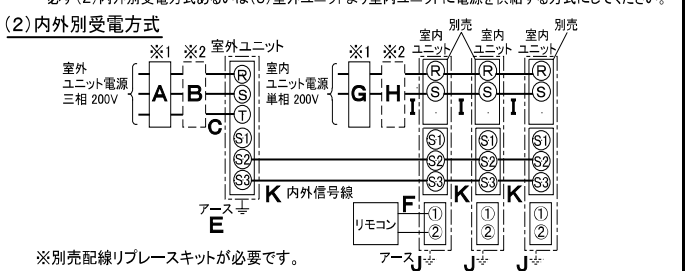 必ず(2)内外別受電方式あるいは(3)室外ユニットより室内ユニットに電源を供給する方式にしてください。
(2)内外別受電方式
※1 ※2 室外ユニット
室外
ユニット電源
三相 200V
A B C
R
S
T
S1
S2
S3
アース
E
K 内外信号線
※1 ※2
室内
ユニット電源
単相 200V
G H
室内
ユニット
別売
室内
ユニット
室内
ユニット
別売
R R R
I I I
S S S
S1 S1 S1
S2 S2 S2
S3 S3 S3
K K
リモコン
F
① ① ①
② ② ②
アース J J J
※別売配線リプレースキットが必要です。